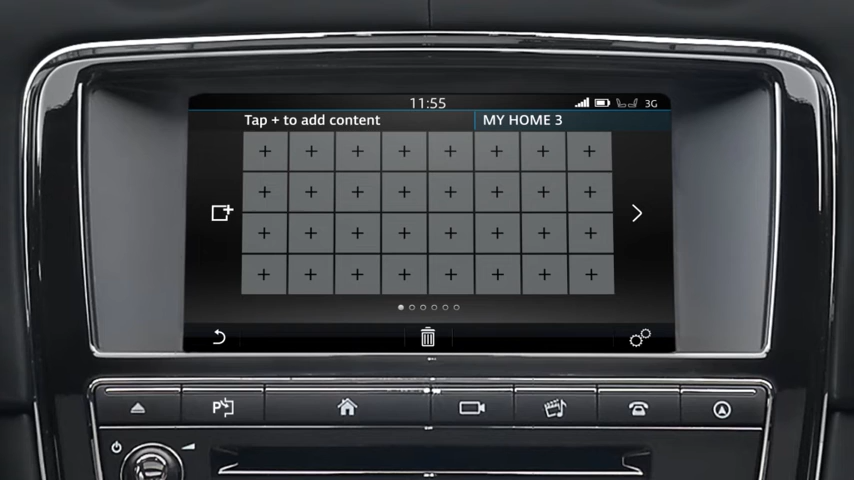 11:55
3G
Tap + to add content
MY HOME 3
+ + + + + + + +
+ + + + + + + +
+ + + + + + + +
+ + + + + + + +
P